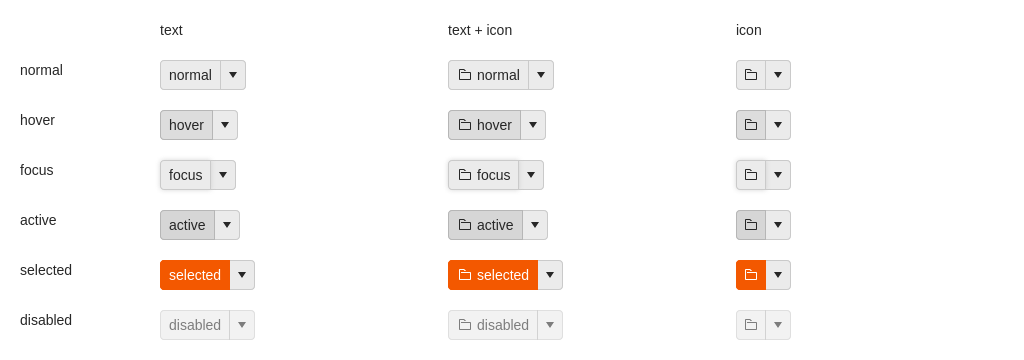 text text + icon icon
normal normal normal
hover hover hover
focus focus focus
active active active
selected selected selected
disabled disabled disabled